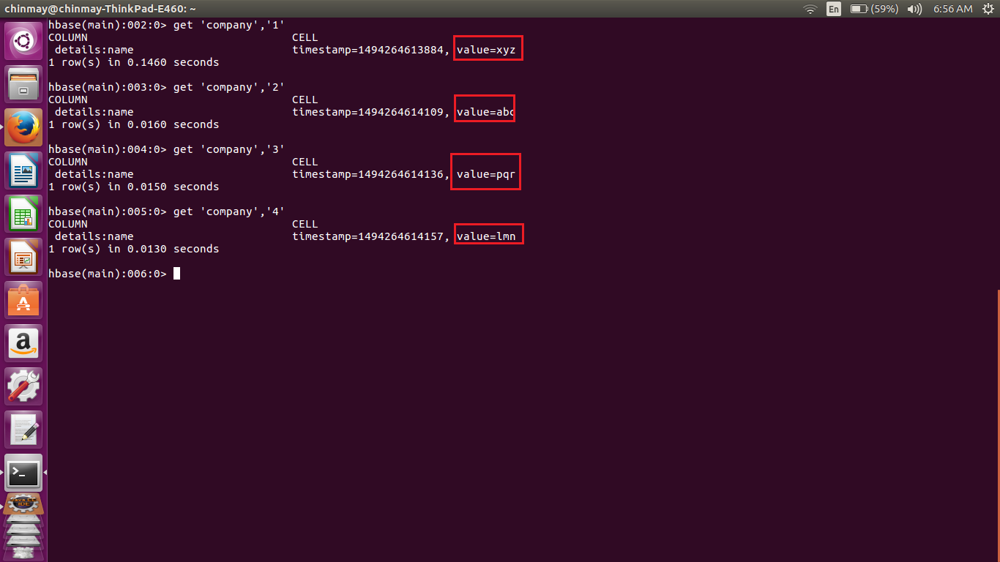 chinmay@chinmay-ThinkPad-E460: ~ En (59%) 6:56 AM
hbase(main):002:0> get 'company','1'
COLUMN CELL
details:name timestamp=1494264613884, value=xyz
1 row(s) in 0.1460 seconds
hbase(main):003:0> get 'company','2'
COLUMN CELL
details:name timestamp=1494264614109, value=abc
1 row(s) in 0.0160 seconds
hbase(main):004:0> get 'company','3'
COLUMN CELL
details:name timestamp=1494264614136, value=pqr
1 row(s) in 0.0150 seconds
hbase(main):005:0> get 'company','4'
COLUMN CELL
details:name timestamp=1494264614157, value=lmn
1 row(s) in 0.0130 seconds
hbase(main):006:0>